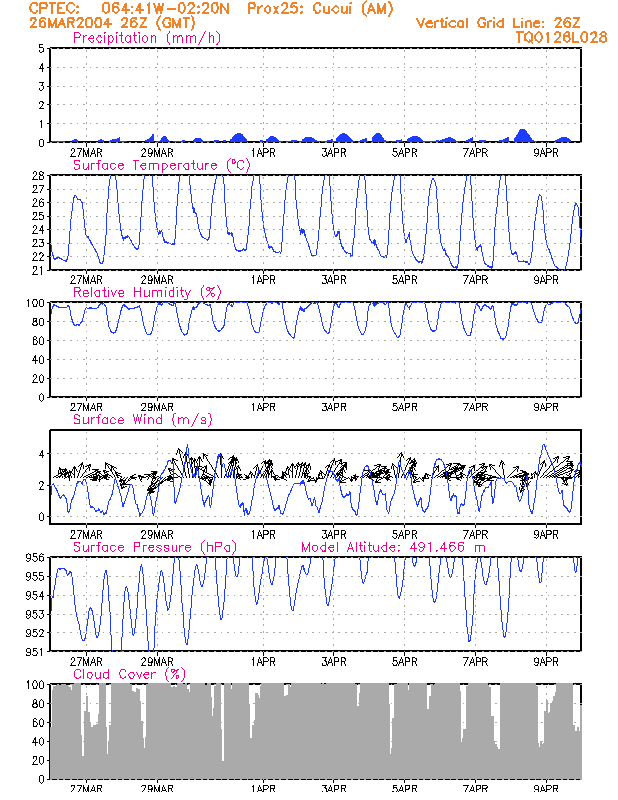 CPTEC: 064:41W-02:20N Prox25: Cucui (AM)
26MAR2004 26Z (GMT) Vertical Grid Line: 26Z
Precipitation (mm/h) TQ0126L028
5
4
3
2
1
0
27MAR 29MAR 1APR 3APR 5APR 7APR 9APR
Surface Temperature (ºC)
28
27
26
25
24
23
22
21
27MAR 29MAR 1APR 3APR 5APR 7APR 9APR
Relative Humidity (%)
100
80
60
40
20
0
27MAR 29MAR 1APR 3APR 5APR 7APR 9APR
Surface Wind (m/s)
4
2
0
27MAR 29MAR 1APR 3APR 5APR 7APR 9APR
Surface Pressure (hPa) Model Altitude: 491.466 m
956
955
954
953
952
951
27MAR 29MAR 1APR 3APR 5APR 7APR 9APR
Cloud Cover (%)
100
80
60
40
20
0
27MAR 29MAR 1APR 3APR 5APR 7APR 9APR